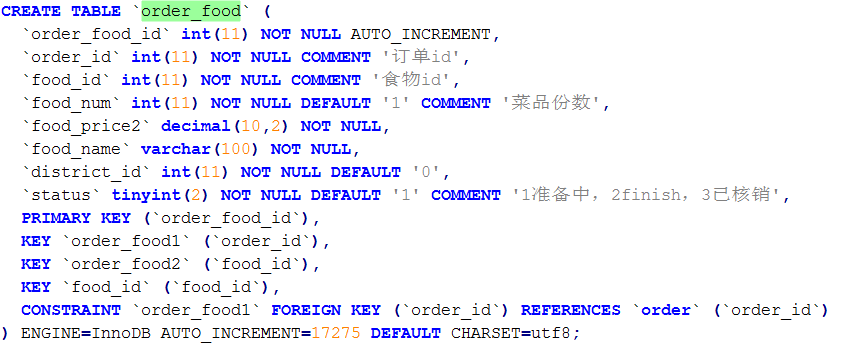 CREATE TABLE `order_food` (
`order_food_id` int(11) NOT NULL AUTO_INCREMENT,
`order_id` int(11) NOT NULL COMMENT '订单id',
`food_id` int(11) NOT NULL COMMENT '食物id',
`food_num` int(11) NOT NULL DEFAULT '1' COMMENT '菜品份数',
`food_price2` decimal(10,2) NOT NULL,
`food_name` varchar(100) NOT NULL,
`district_id` int(11) NOT NULL DEFAULT '0',
`status` tinyint(2) NOT NULL DEFAULT '1' COMMENT '1准备中，2finish，3已核销',
PRIMARY KEY (`order_food_id`),
KEY `order_food1` (`order_id`),
KEY `order_food2` (`food_id`),
KEY `food_id` (`food_id`),
CONSTRAINT `order_food1` FOREIGN KEY (`order_id`) REFERENCES `order` (`order_id`)
) ENGINE=InnoDB AUTO_INCREMENT=17275 DEFAULT CHARSET=utf8;